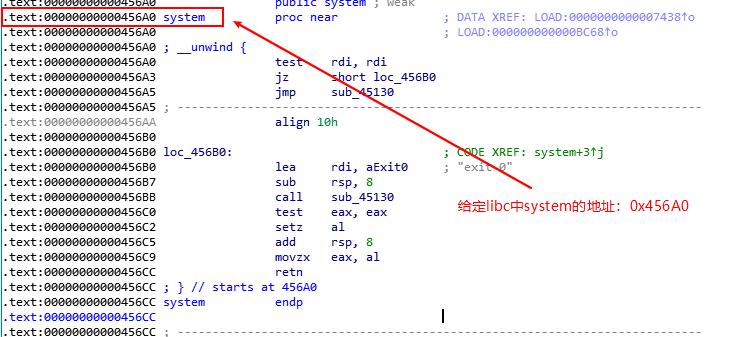 .text:00000000000456A0 public system ; weak
.text:00000000000456A0 system proc near ; DATA XREF: LOAD:0000000000007438↑o
.text:00000000000456A0 ; LOAD:000000000000BC68↑o
.text:00000000000456A0 ; __unwind {
.text:00000000000456A0 test rdi, rdi
.text:00000000000456A3 jz short loc_456B0
.text:00000000000456A5 jmp sub_45130
.text:00000000000456A5 ; ---------------------------------------------------------------------------
.text:00000000000456AA align 10h
.text:00000000000456B0
.text:00000000000456B0 loc_456B0: ; CODE XREF: system+3↑j
.text:00000000000456B0 lea rdi, aExit0 ; "exit 0"
.text:00000000000456B7 sub rsp, 8
.text:00000000000456BB call sub_45130
.text:00000000000456C0 test eax, eax
.text:00000000000456C2 setz al
.text:00000000000456C5 add rsp, 8
.text:00000000000456C9 movzx eax, al
.text:00000000000456CC retn
.text:00000000000456CC ; } // starts at 456A0
.text:00000000000456CC system endp
.text:00000000000456CC
.text:00000000000456CC ; ---------------------------------------------------------------------------
给定libc中system的地址：0x456A0